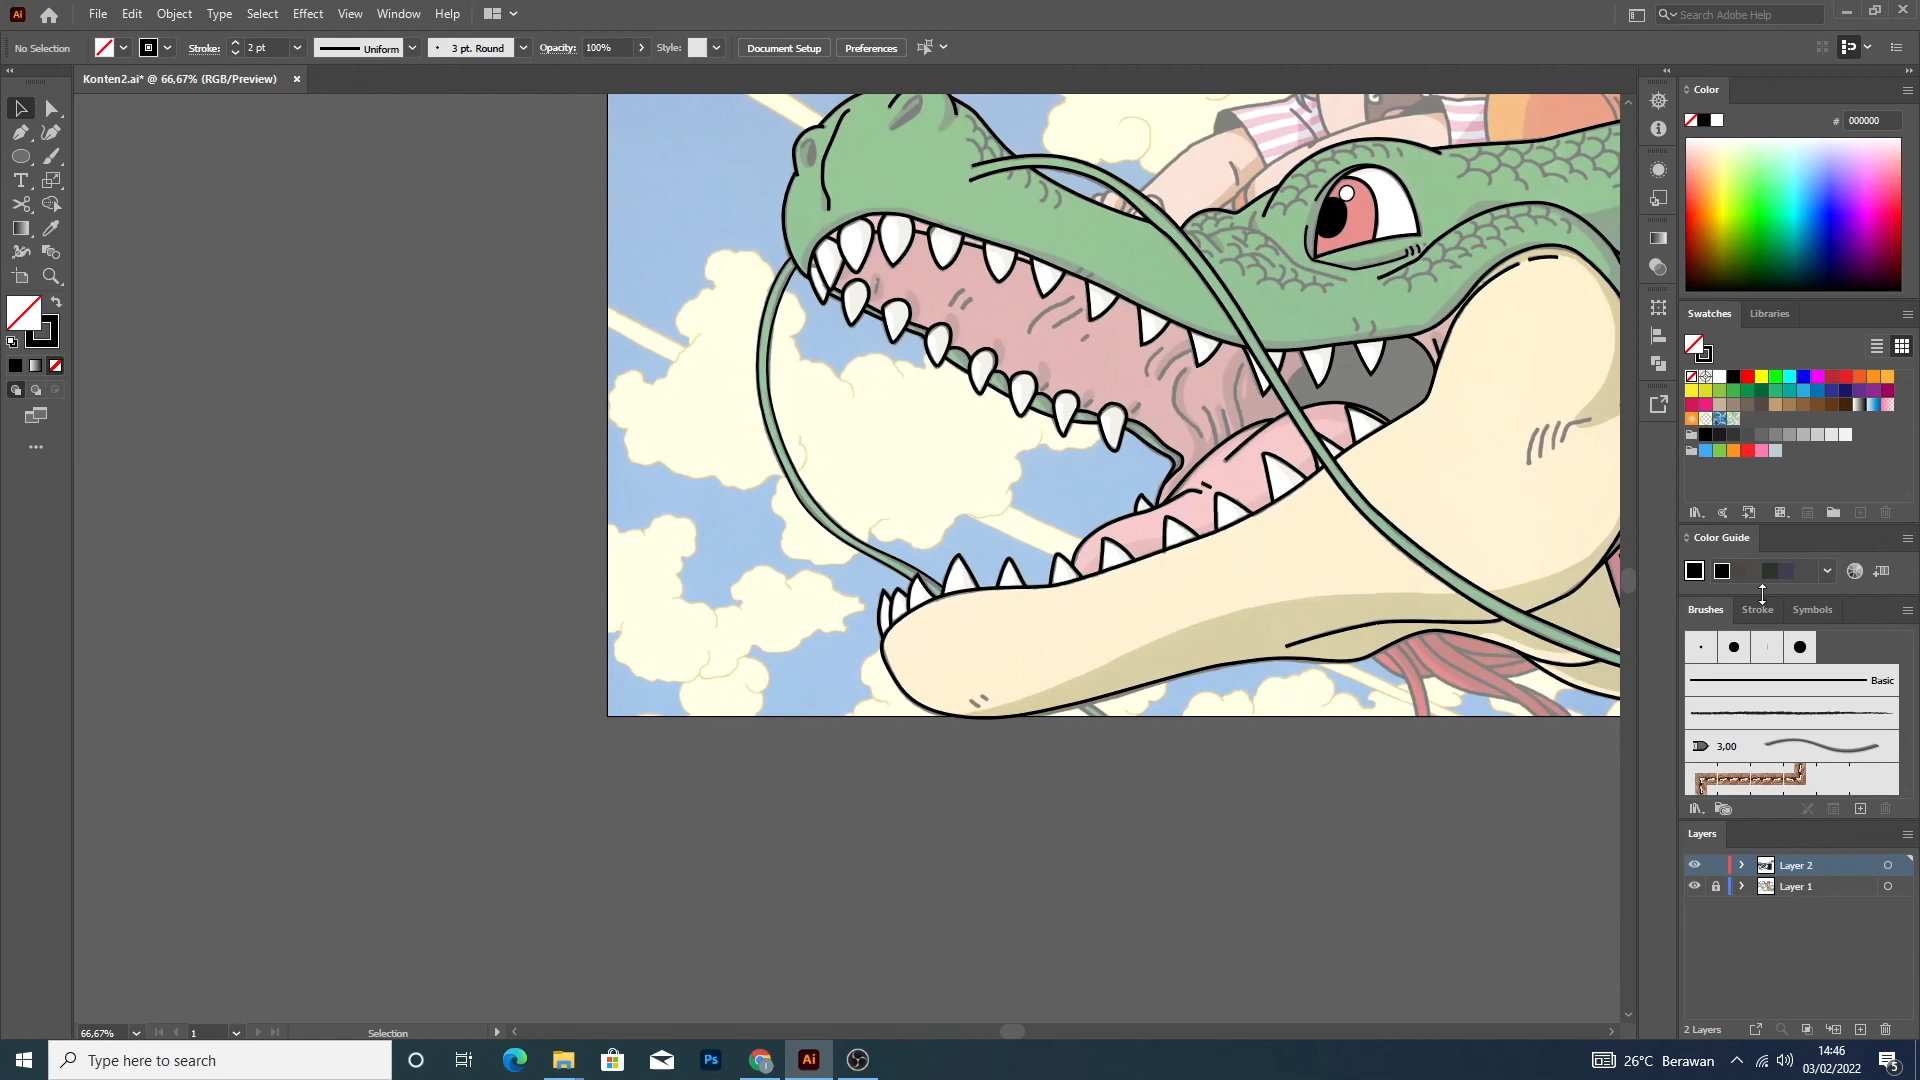 Ai File Edit Object Type Select Effect View Window Help Search Adobe Help
No Selection Stroke: 2 pt Uniform 3 pt. Round Opacity: 100% Style: Document Setup Preferences
Konten2.ai* @ 66,67% (RGB/Preview)
Color
# 000000
Swatches Libraries
Color Guide
Brushes Stroke Symbols
Basic
3,00
Layers
Layer 2
Layer 1
2 Layers
66,67% 1 Selection
Type here to search Ps Ai 26°C Berawan 14:46
03/02/2022 5